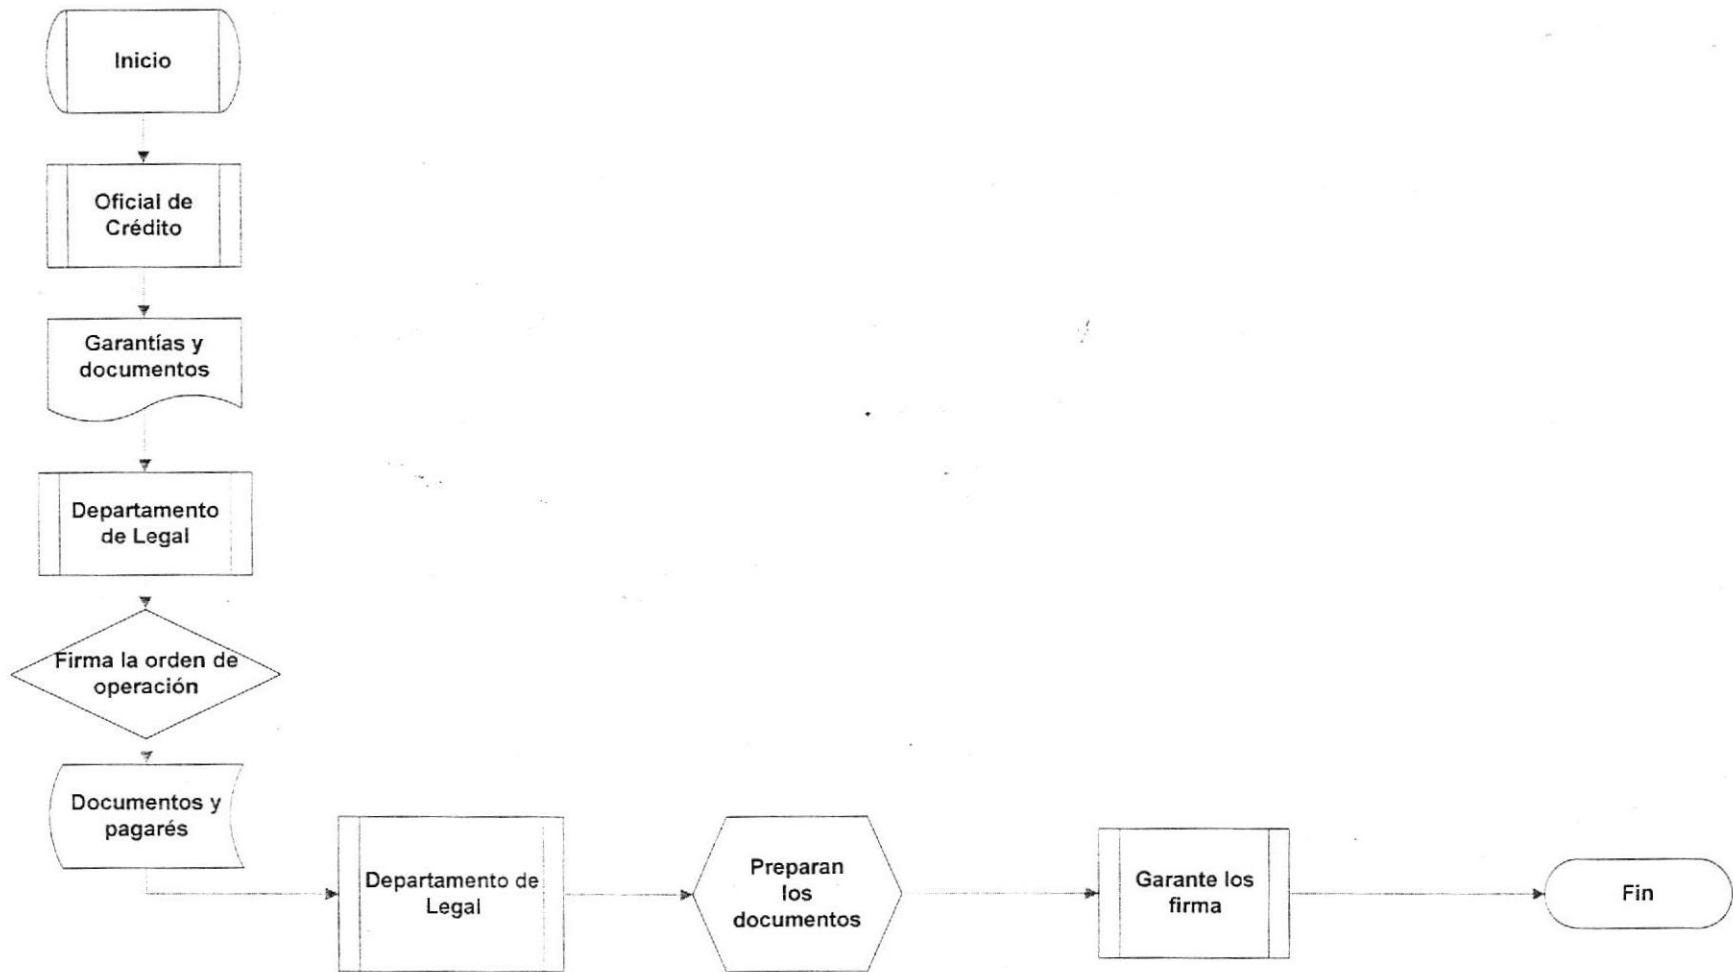 Inicio
Oficial de
Crédito
Garantías y
documentos
Departamento
de Legal
Firma la orden de
operación
Documentos y
pagarés
Departamento de
Legal
Preparan
los
documentos
Garante los
firma
Fin